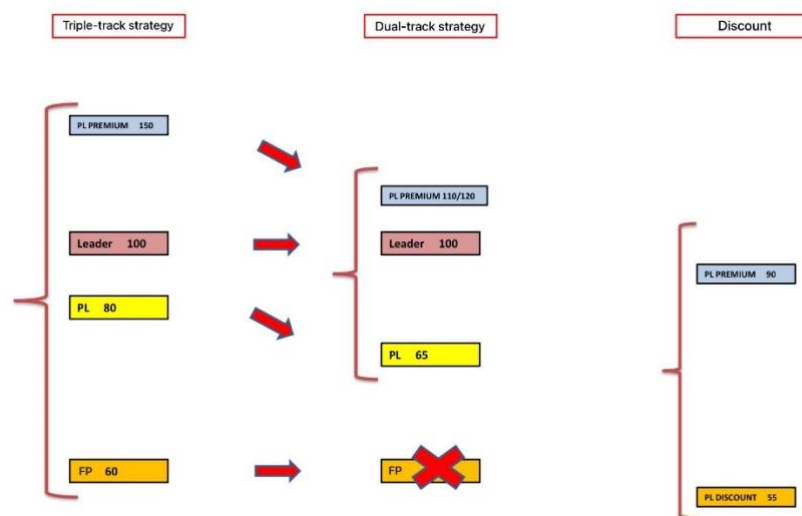 Triple-track strategy
Dual-track strategy
Discount
PL PREMIUM 150
PL PREMIUM 110/120
Leader 100
Leader 100
PL PREMIUM 90
PL 80
PL 65
FP 60
FP
PL DISCOUNT 55